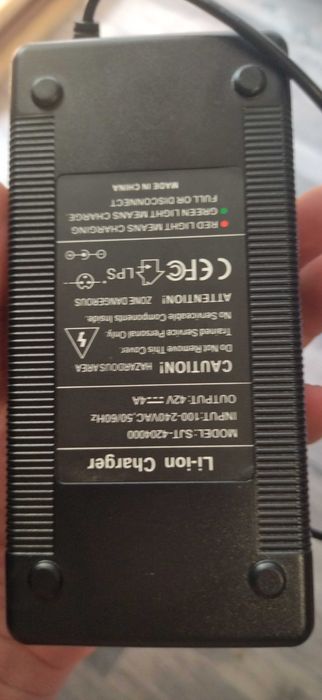 Li-ion Charger
MODEL:SJT-4204000
INPUT:100-240VAC,50/60Hz
OUTPUT:42V⎓4A
CAUTION!
HAZARDOUS AREA
Do Not Remove This Cover.
Trained Service Personal Only:
No Serviceable Components Inside.
ATTENTION!
ZONE DANGEROUS
CE FC LPS
RED LIGHT MEANS CHARGING
GREEN LIGHT MEANS CHARGE.
FULL OR DISCONNECT
MADE IN CHINA